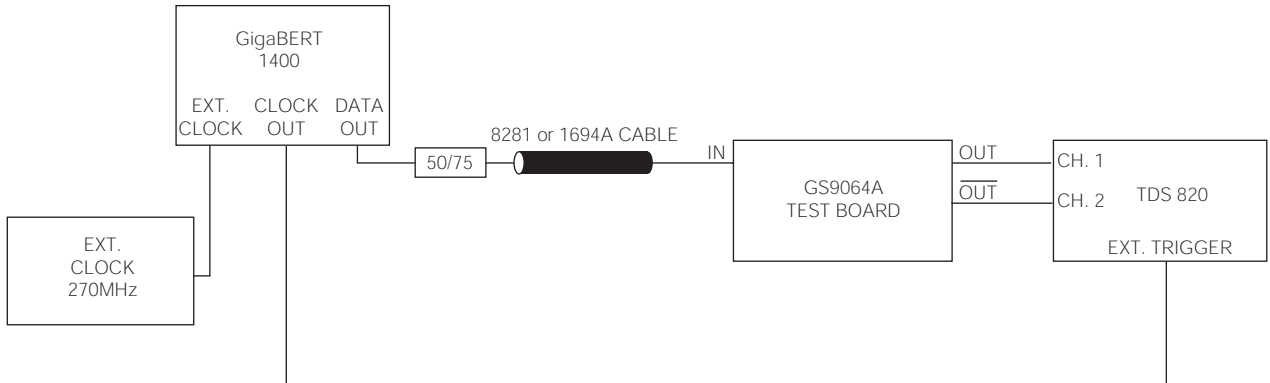 GigaBERT
1400
EXT.
CLOCK
CLOCK
OUT
DATA
OUT
8281 or 1694A CABLE
50/75
IN
GS9064A
TEST BOARD
OUT
OUT
CH. 1
CH. 2
TDS 820
EXT. TRIGGER
EXT.
CLOCK
270MHz